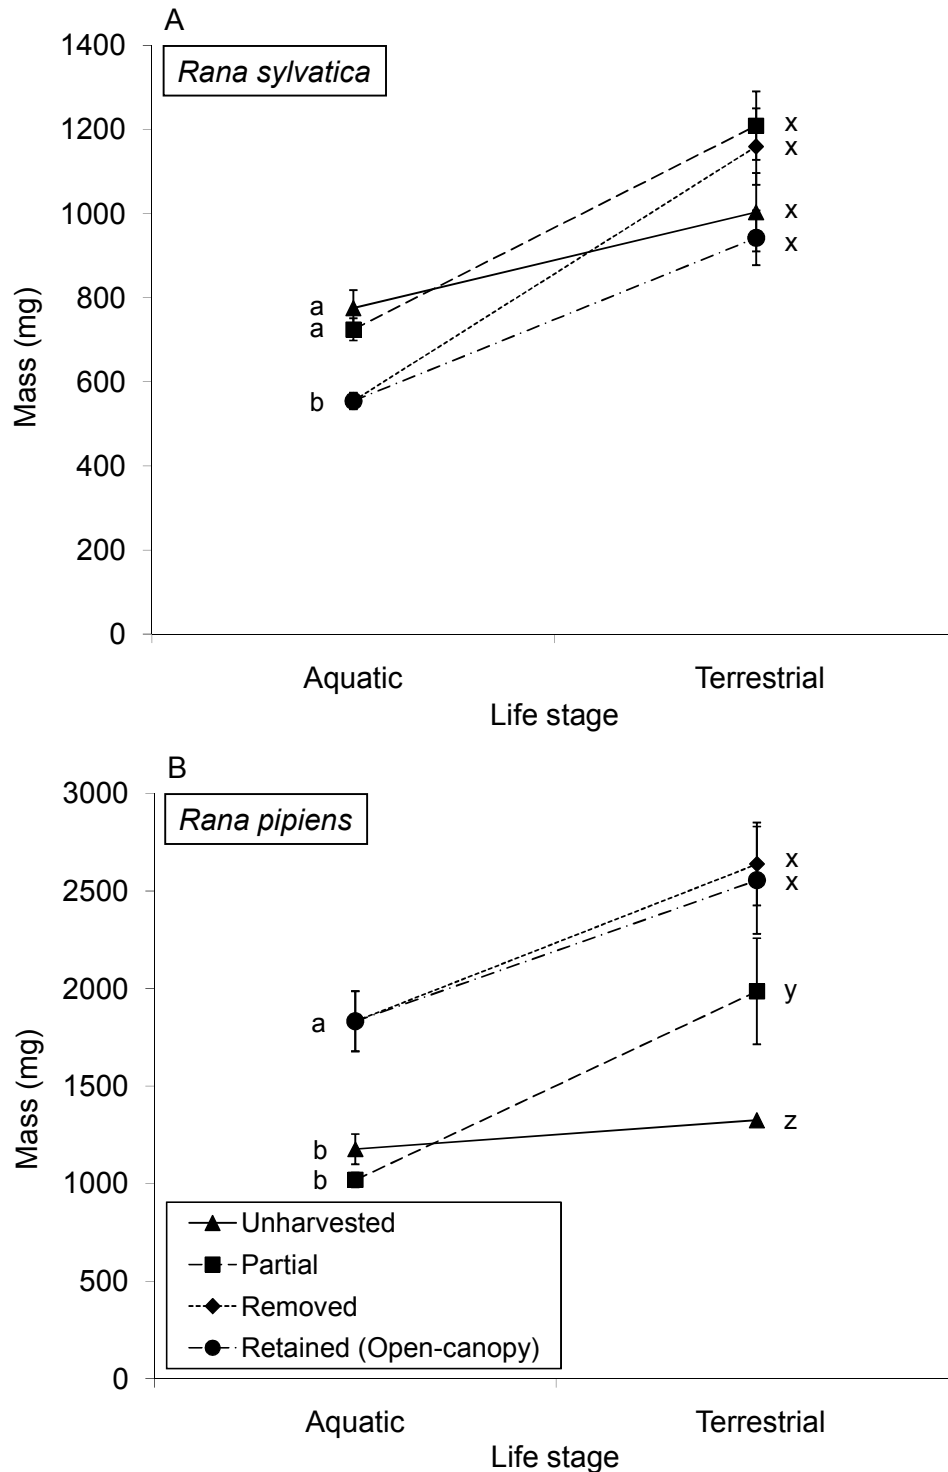 A
Rana sylvatica
1400
1200
1000
800
600
400
200
0
Mass (mg)
a
a
b
x
x
x
x
Aquatic Terrestrial
Life stage
B
Rana pipiens
3000
2500
2000
1500
1000
500
0
Mass (mg)
a
b
b
x
x
y
z
Unharvested
Partial
Removed
Retained (Open-canopy)
Aquatic Terrestrial
Life stage